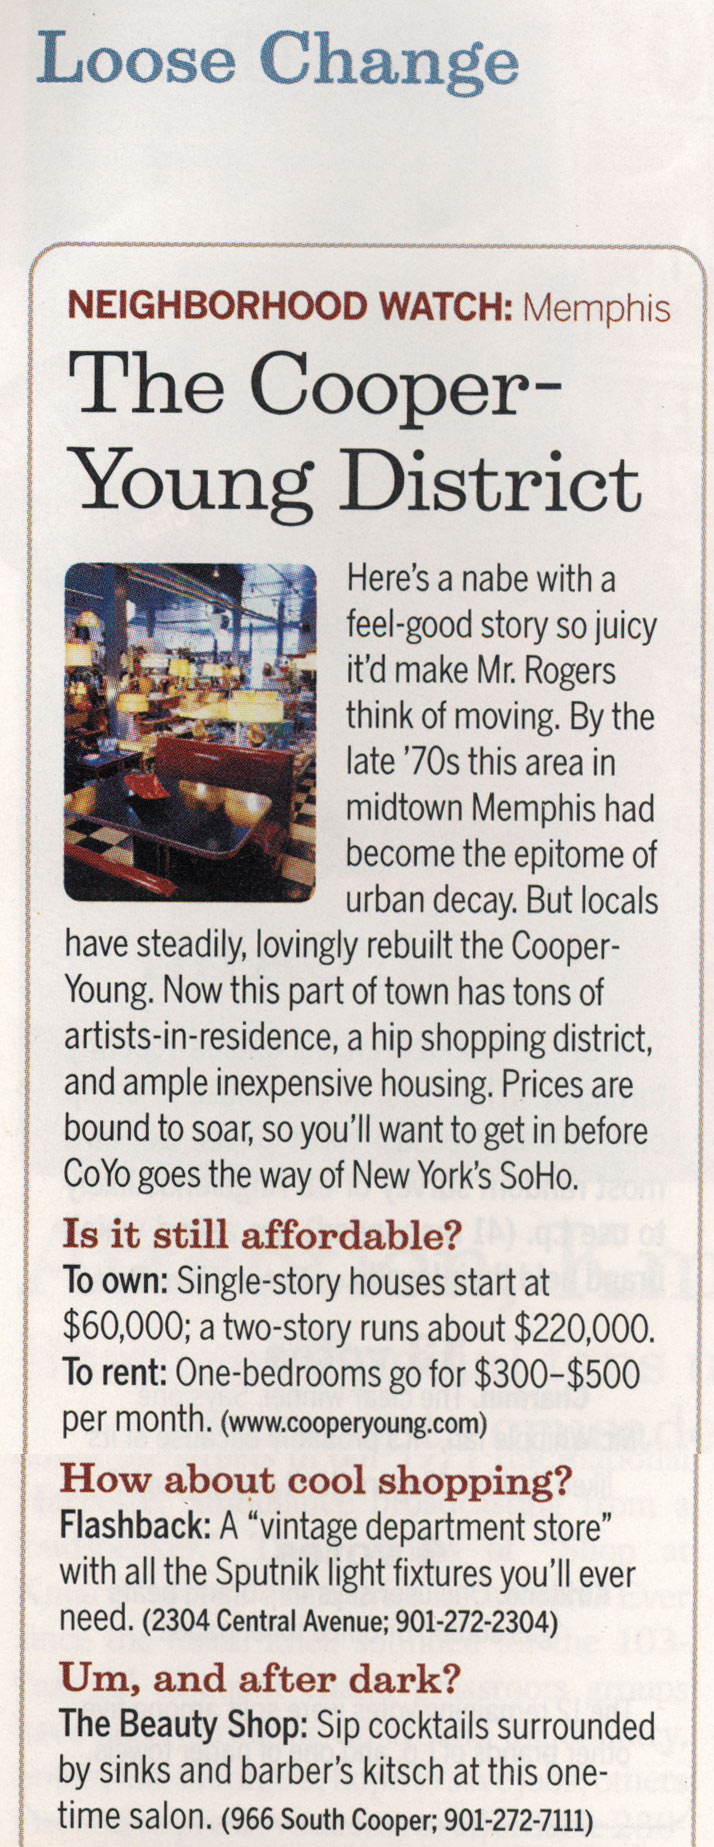 Loose Change
NEIGHBORHOOD WATCH: Memphis
The Cooper-
Young District
Here's a nabe with a
feel-good story so juicy
it'd make Mr. Rogers
think of moving. By the
late '70s this area in
midtown Memphis had
become the epitome of
urban decay. But locals
have steadily, lovingly rebuilt the Cooper-
Young. Now this part of town has tons of
artists-in-residence, a hip shopping district,
and ample inexpensive housing. Prices are
bound to soar, so you'll want to get in before
CoYo goes the way of New York's SoHo.
Is it still affordable?
To own: Single-story houses start at
$60,000; a two-story runs about $220,000.
To rent: One-bedrooms go for $300–$500
per month. (www.cooperyoung.com)
How about cool shopping?
Flashback: A “vintage department store”
with all the Sputnik light fixtures you'll ever
need. (2304 Central Avenue; 901-272-2304)
Um, and after dark?
The Beauty Shop: Sip cocktails surrounded
by sinks and barber's kitsch at this one-
time salon. (966 South Cooper; 901-272-7111)